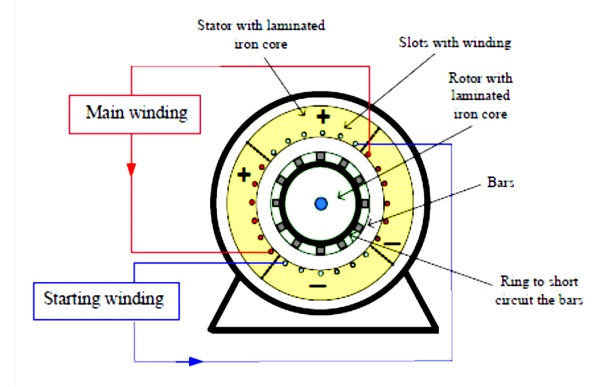 Stator with laminated
iron core
Slots with winding
Rotor with
laminated
iron core
Main winding
+
+
Bars
–
–
Ring to short
circuit the bars
Starting winding